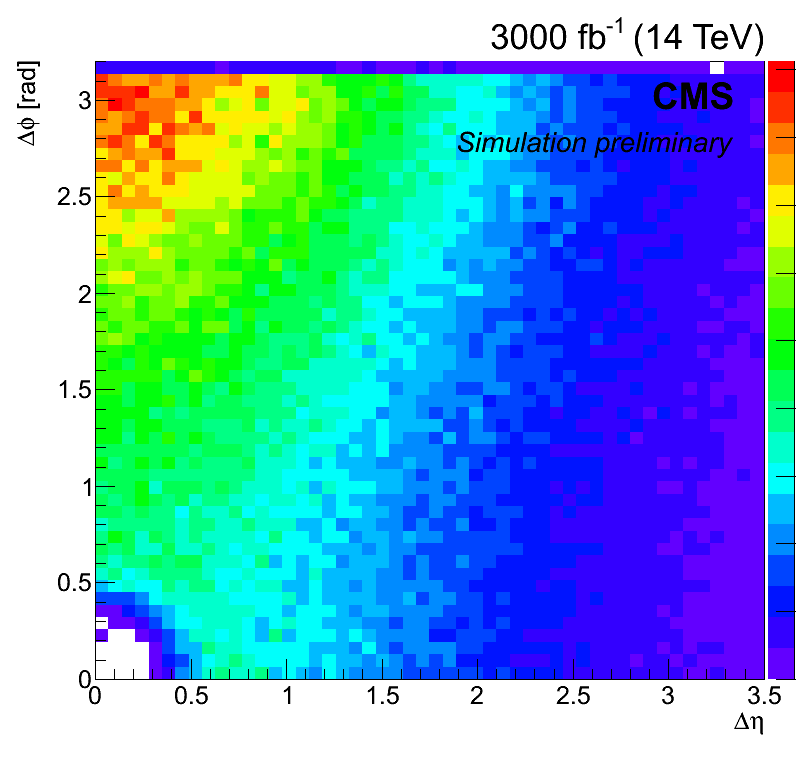 3000 fb-1 (14 TeV)
CMS
Simulation preliminary
Δϕ [rad]
3
2.5
2
1.5
1
0.5
0
0 0.5 1 1.5 2 2.5 3 3.5
Δη